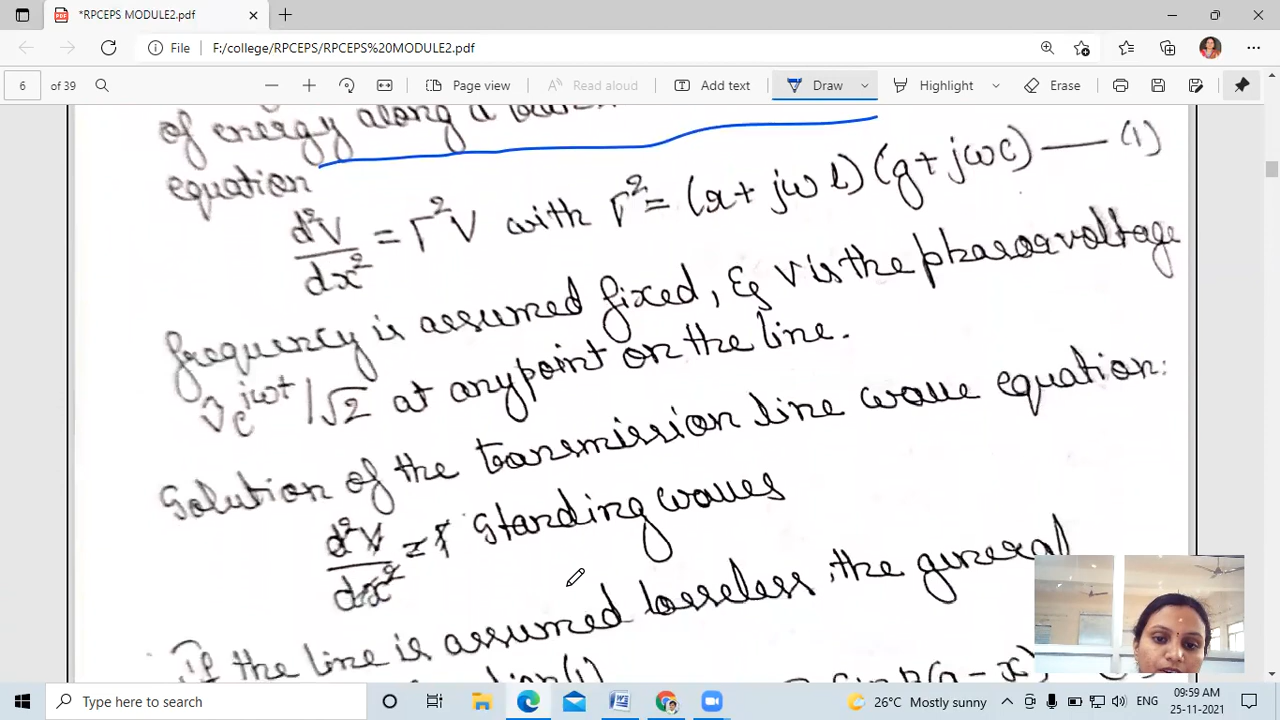 *RPCEPS MODULE2.pdf
File F:/college/RPCEPS/RPCEPS%20MODULE2.pdf
6 of 39 Page view Read aloud Add text Draw Highlight Erase
of energy along a
equation
d²V/dx² = Γ²V with Γ² = (r + jωl) (g + jωc) — (1)
frequency is assumed fixed, & V is the phasor voltage
V̂e^jωt / √2 at any point on the line.
Solution of the transmission line wave equation:
d²V/dx² = Standing waves
If the line is assumed lossless, the general
Type here to search
26°C Mostly sunny
ENG
09:59 AM
25-11-2021